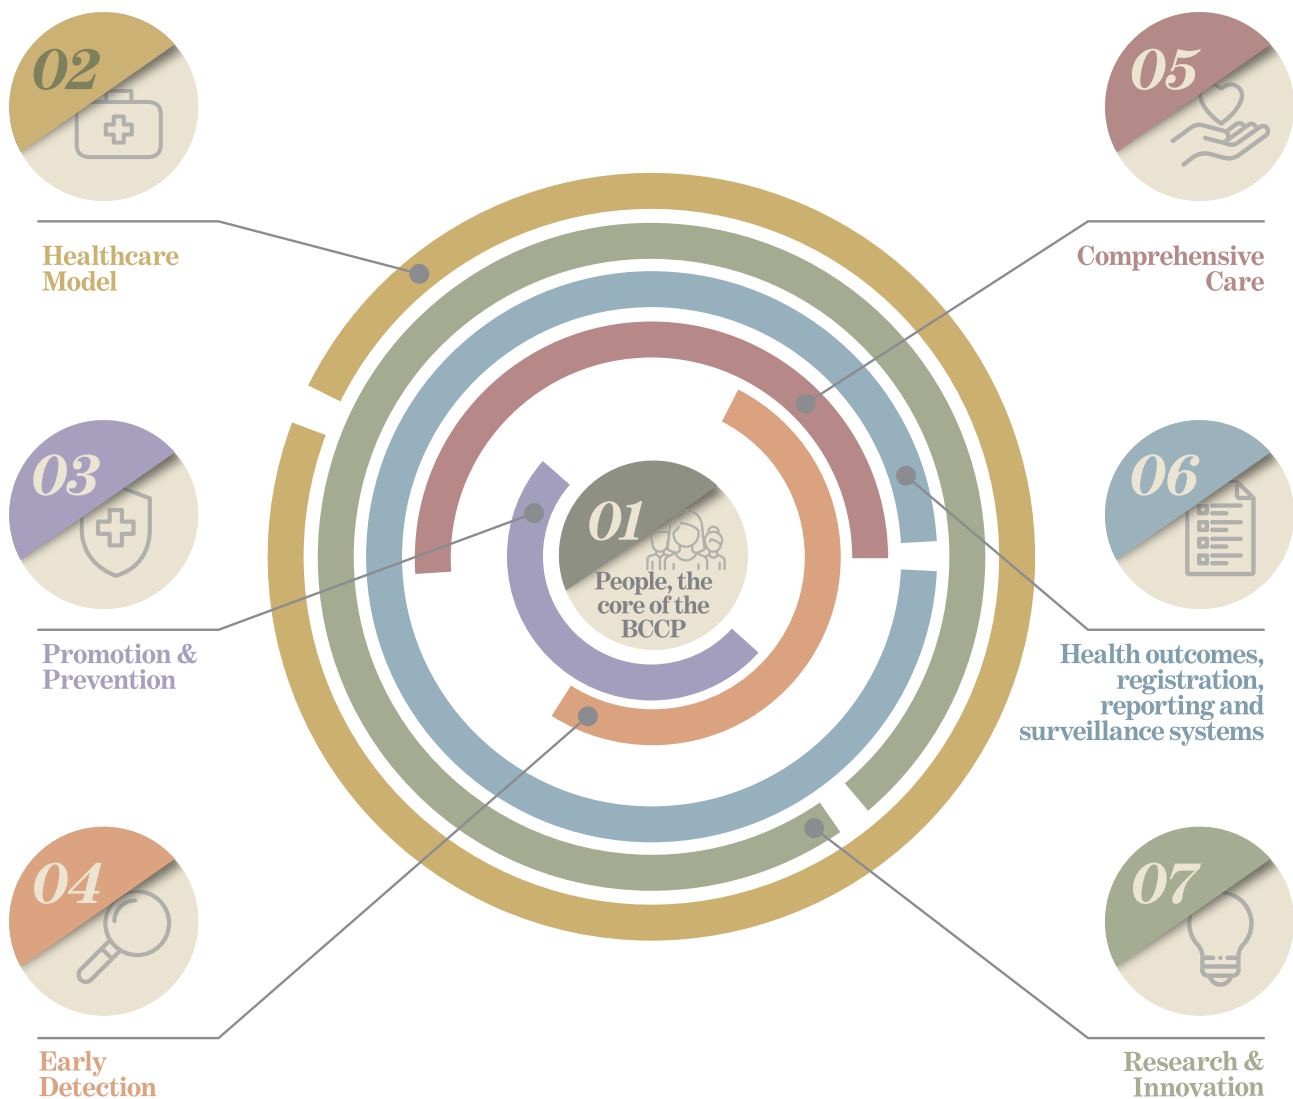 02
Healthcare
Model
03
Promotion &
Prevention
04
Early
Detection
01
People, the
core of the
BCCP
05
Comprehensive
Care
06
Health outcomes,
registration,
reporting and
surveillance systems
07
Research &
Innovation